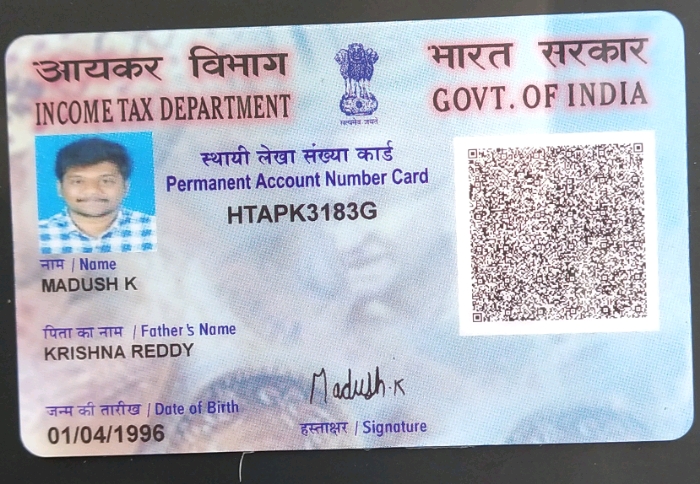 आयकर विभाग
INCOME TAX DEPARTMENT
सत्यमेव जयते
भारत सरकार
GOVT. OF INDIA
स्थायी लेखा संख्या कार्ड
Permanent Account Number Card
HTAPK3183G
नाम / Name
MADUSH K
पिता का नाम / Father's Name
KRISHNA REDDY
जन्म की तारीख / Date of Birth
01/04/1996
Madush.K
हस्ताक्षर / Signature